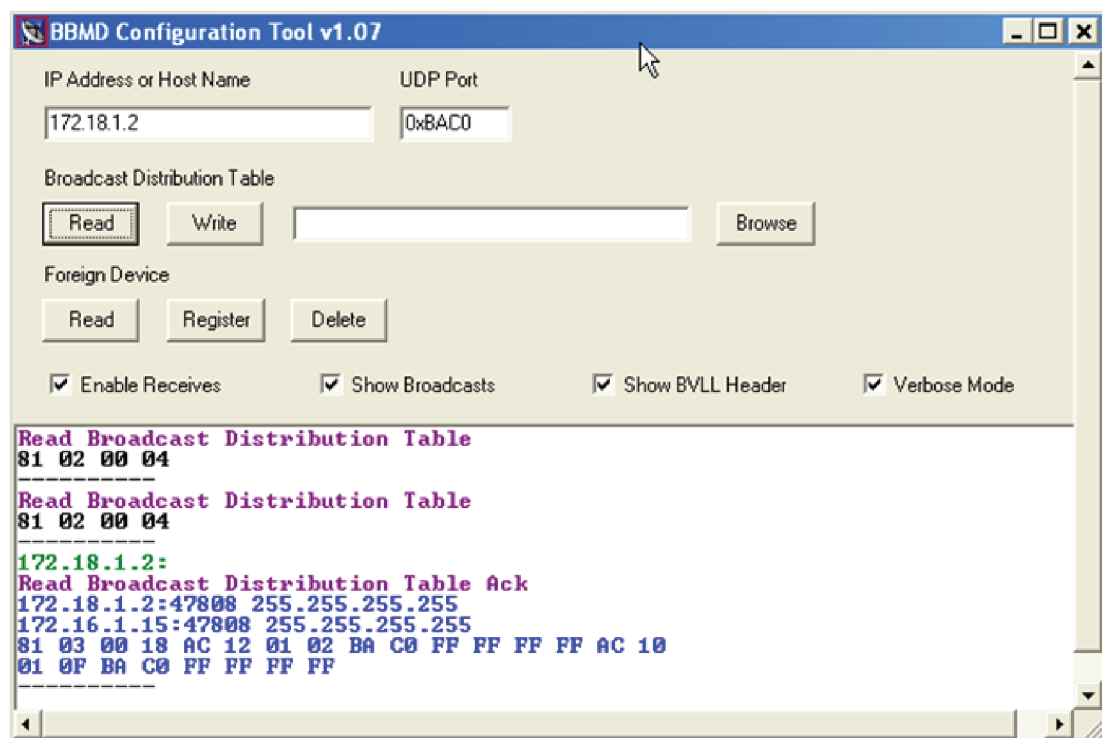 BBMD Configuration Tool v1.07
IP Address or Host Name UDP Port
172.18.1.2 0xBAC0
Broadcast Distribution Table
Read Write Browse
Foreign Device
Read Register Delete
Enable Receives Show Broadcasts Show BVLL Header Verbose Mode
Read Broadcast Distribution Table
81 02 00 04
----------
Read Broadcast Distribution Table
81 02 00 04
----------
172.18.1.2:
Read Broadcast Distribution Table Ack
172.18.1.2:47808 255.255.255.255
172.16.1.15:47808 255.255.255.255
81 03 00 18 AC 12 01 02 BA C0 FF FF FF FF AC 10
01 0F BA C0 FF FF FF FF
----------